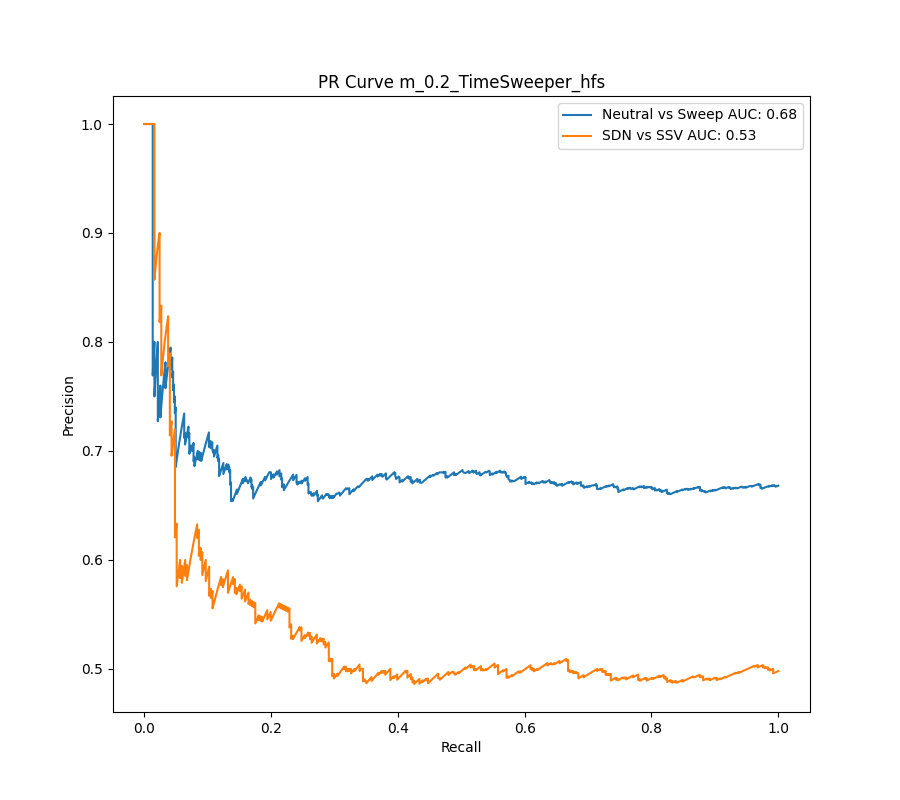 PR Curve m_0.2_TimeSweeper_hfs
Neutral vs Sweep AUC: 0.68
SDN vs SSV AUC: 0.53
1.0
0.9
0.8
0.7
0.6
0.5
Precision
0.0 0.2 0.4 0.6 0.8 1.0
Recall